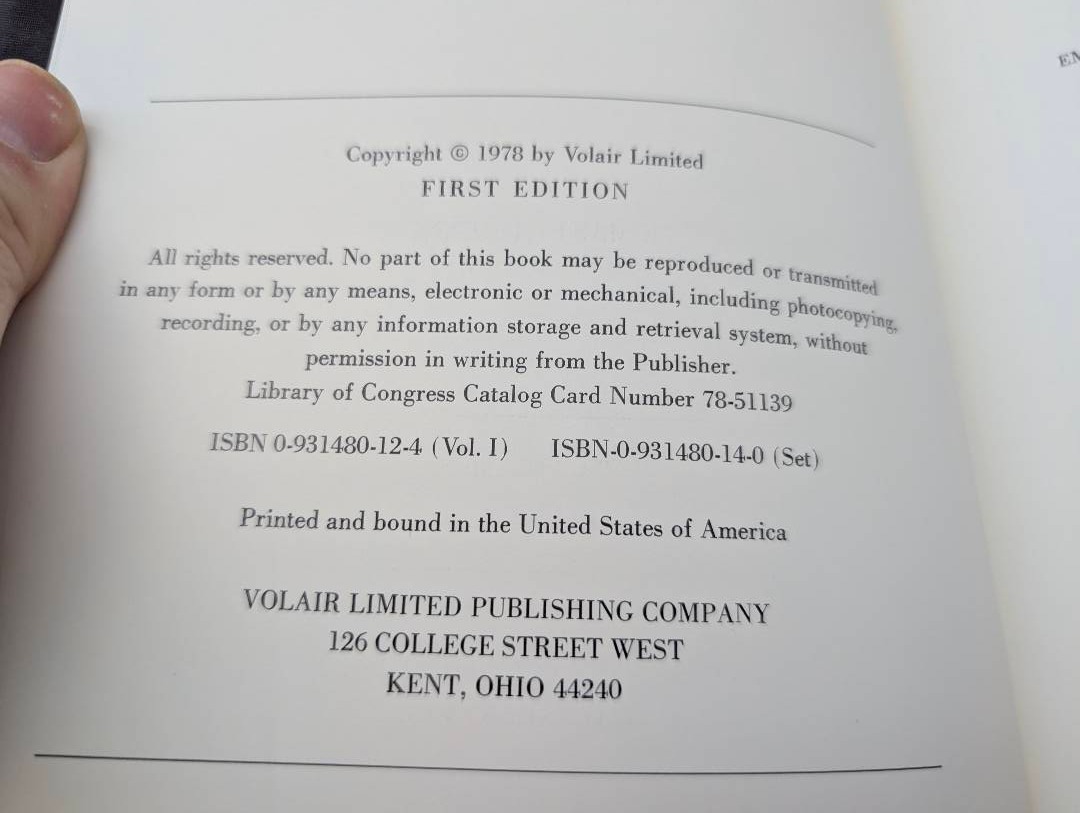 Copyright © 1978 by Volair Limited
FIRST EDITION
All rights reserved. No part of this book may be reproduced or transmitted
in any form or by any means, electronic or mechanical, including photocopying,
recording, or by any information storage and retrieval system, without
permission in writing from the Publisher.
Library of Congress Catalog Card Number 78-51139
ISBN 0-931480-12-4 (Vol. I) ISBN-0-931480-14-0 (Set)
Printed and bound in the United States of America
VOLAIR LIMITED PUBLISHING COMPANY
126 COLLEGE STREET WEST
KENT, OHIO 44240